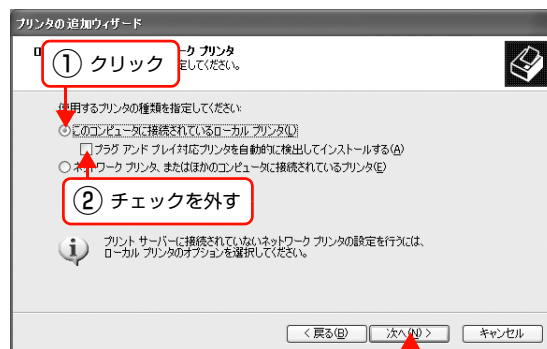 プリンタの追加ウィザード
ーク プリンタ
定してください。
① クリック
使用するプリンタの種類を指定してください:
このコンピュータに接続されているローカル プリンタ(L)
プラグ アンド プレイ対応プリンタを自動的に検出してインストールする(A)
ネットワーク プリンタ、またはほかのコンピュータに接続されているプリンタ(E)
② チェックを外す
プリント サーバーに接続されていないネットワーク プリンタの設定を行うには、
ローカル プリンタのオプションを選択してください。
< 戻る(B)
次へ(N) >
キャンセル